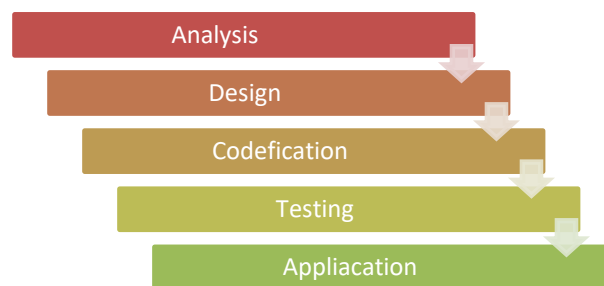 Analysis
Design
Codefication
Testing
Appliacation